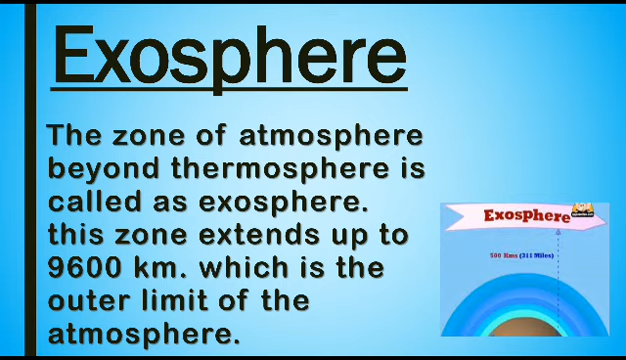 Exosphere
The zone of atmosphere
beyond thermosphere is
called as exosphere.
this zone extends up to
9600 km. which is the
outer limit of the
atmosphere.
Exosphere
500 Kms (311 Miles)